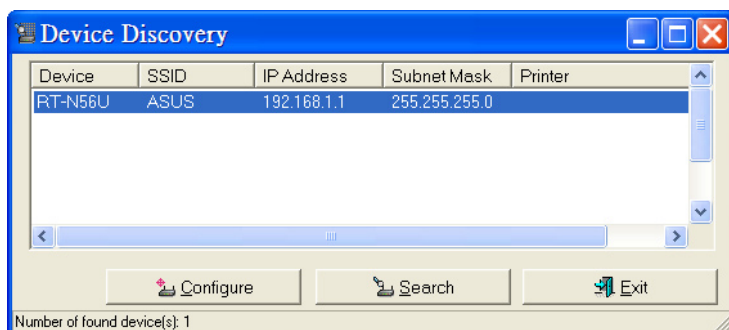 Device Discovery
Device SSID IP Address Subnet Mask Printer
RT-N56U ASUS 192.168.1.1 255.255.255.0
Configure Search Exit
Number of found device(s): 1